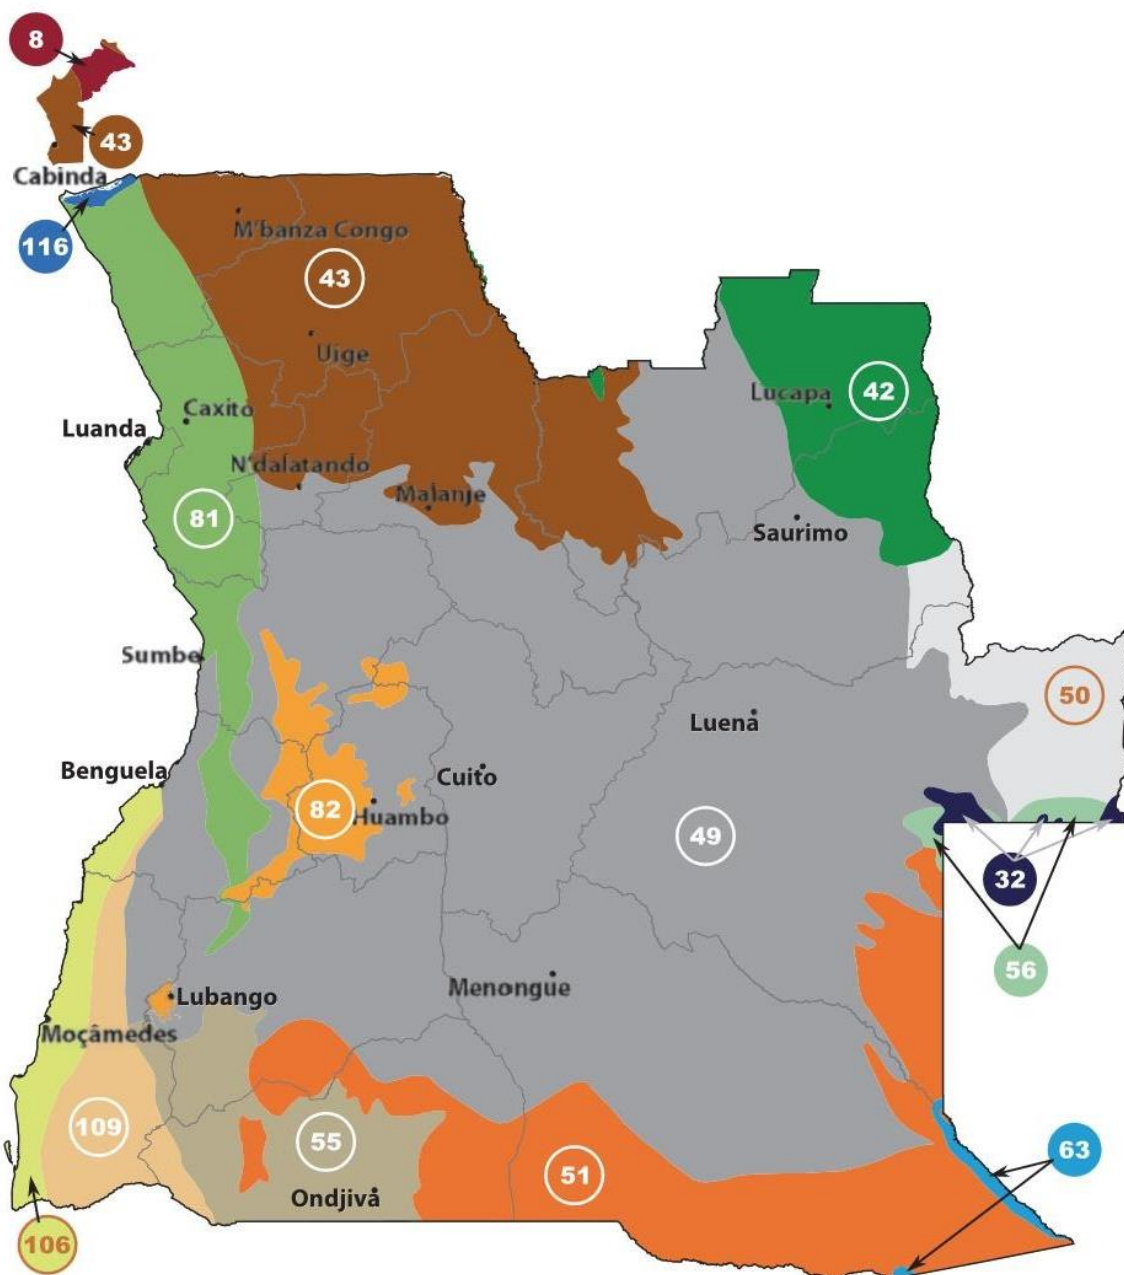 8
43
Cabinda
116
M'banza Congo
43
Uige
Lucapa
42
Caxito
Luanda
N'dalatando
Malanje
81
Saurimo
Sumbe
50
Luena
Benguela
Cuito
82
Huambo
49
32
56
Menongue
Lubango
Moçâmedes
109
55
63
51
Ondjiva
106